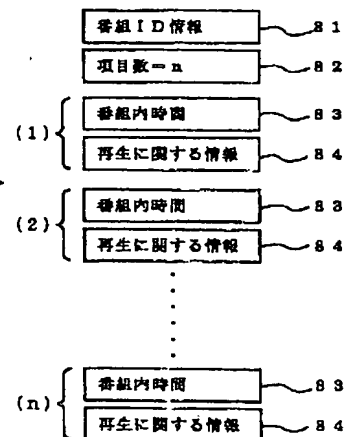 番組ID情報 81
項目数=n 82
(1) 番組内時間 83
再生に関する情報 84
(2) 番組内時間 83
再生に関する情報 84
(n) 番組内時間 83
再生に関する情報 84